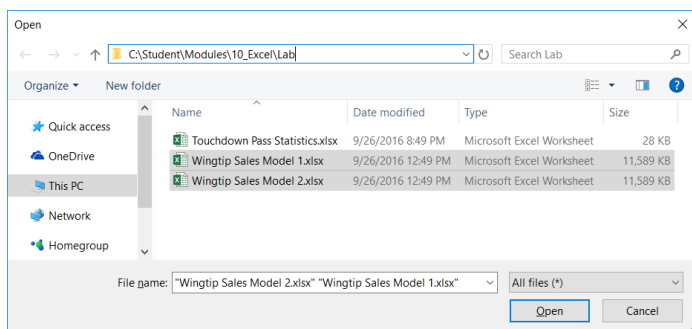 Open
C:\Student\Modules\10_Excel\Lab
Search Lab
Organize
New folder
Name Date modified Type Size
Quick access
OneDrive
This PC
Network
Homegroup
Touchdown Pass Statistics.xlsx 9/26/2016 8:49 PM Microsoft Excel Worksheet 28 KB
Wingtip Sales Model 1.xlsx 9/26/2016 12:49 PM Microsoft Excel Worksheet 11,589 KB
Wingtip Sales Model 2.xlsx 9/26/2016 12:49 PM Microsoft Excel Worksheet 11,589 KB
File name: "Wingtip Sales Model 2.xlsx" "Wingtip Sales Model 1.xlsx" All files (*)
Open Cancel